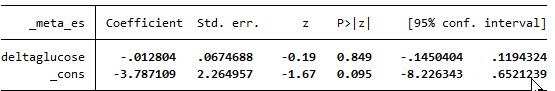 _meta_es Coefficient Std. err. z P>|z| [95% conf. interval]
deltaglucose -.012804 .0674688 -0.19 0.849 -.1450404 .1194324
_cons -3.787109 2.264957 -1.67 0.095 -8.226343 .6521239